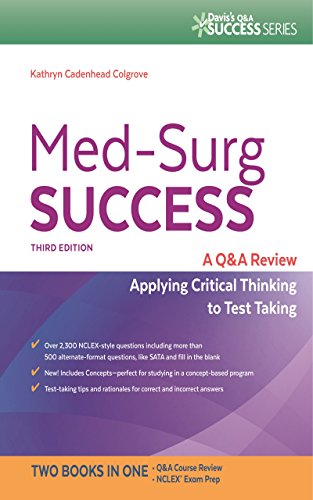 Davis's Q&A
SUCCESS SERIES
Kathryn Cadenhead Colgrove
Med-Surg
SUCCESS
THIRD EDITION
A Q&A Review
Applying Critical Thinking
to Test Taking
✓ Over 2,300 NCLEX-style questions including more than
500 alternate-format questions, like SATA and fill in the blank
✓ New! Includes Concepts—perfect for studying in a concept-based program
✓ Test-taking tips and rationales for correct and incorrect answers
TWO BOOKS IN ONE • Q&A Course Review
• NCLEX® Exam Prep